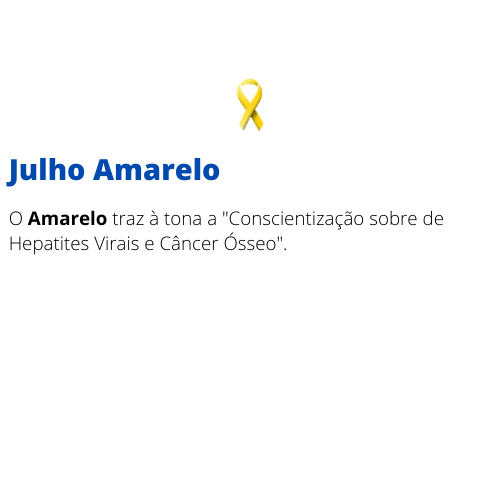 Julho Amarelo
O Amarelo traz à tona a "Conscientização sobre de
Hepatites Virais e Câncer Ósseo".